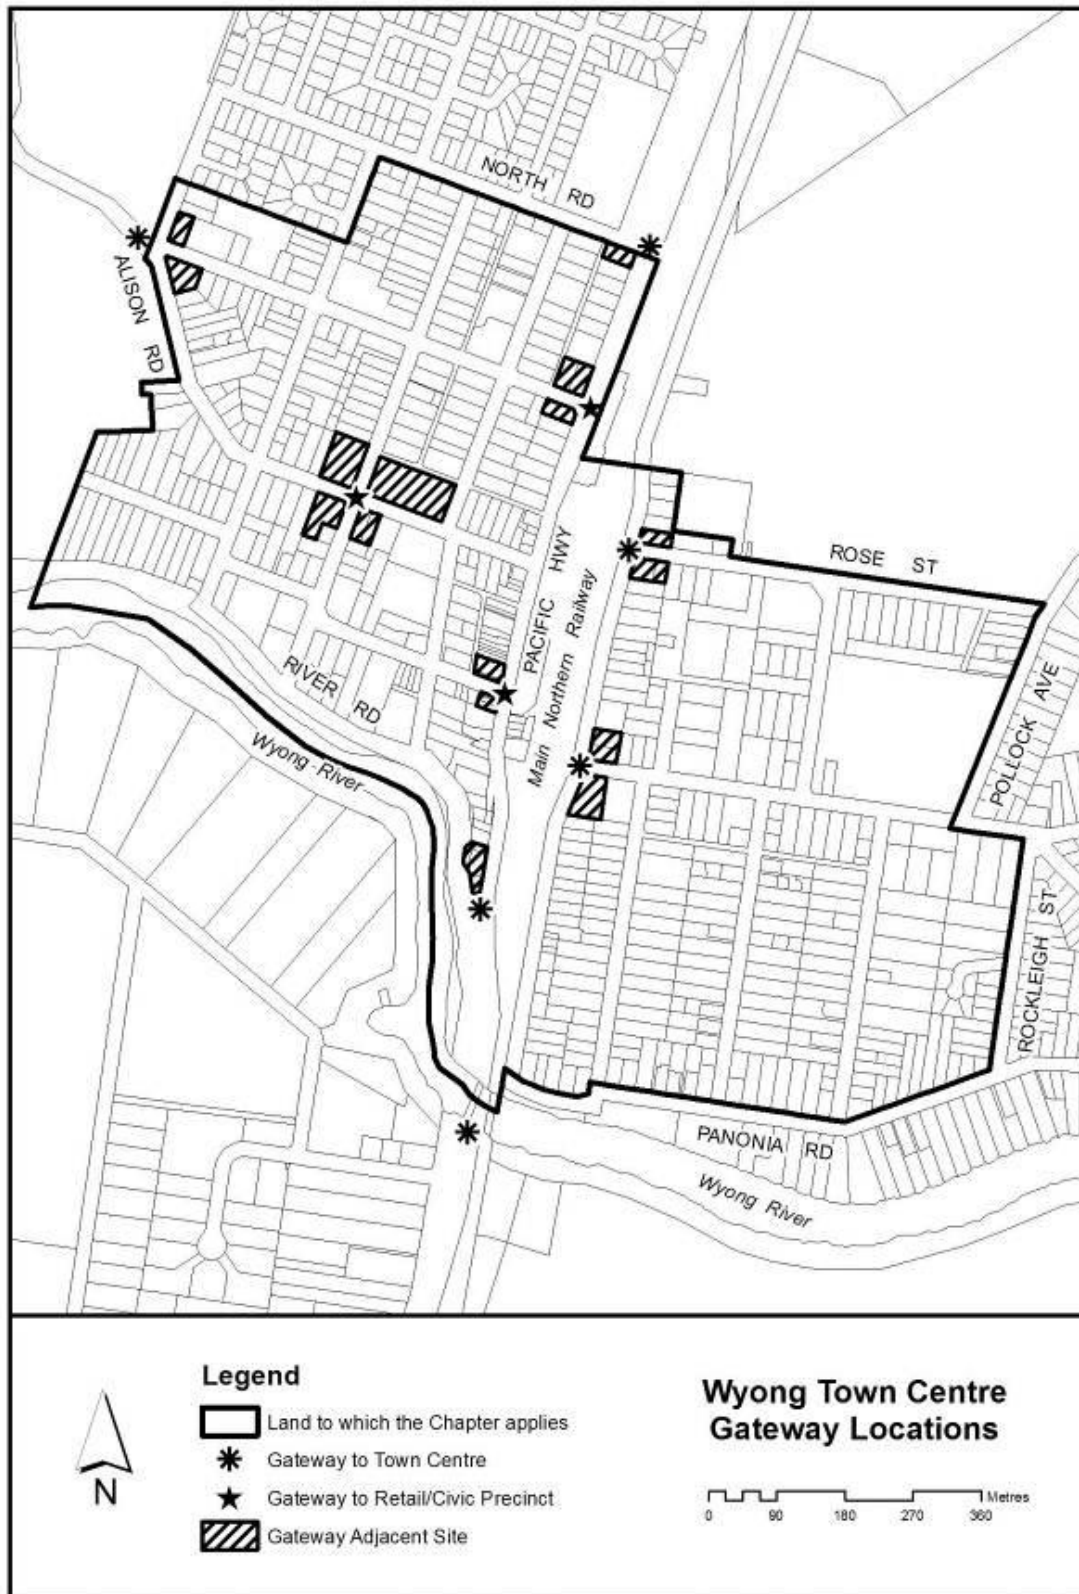 NORTH RD
ALISON RD
PACIFIC HWY
Main Northern Railway
ROSE ST
RIVER RD
Wyong River
POLLOCK AVE
ROCKLEIGH ST
PANONIA RD
Wyong River
Legend
Land to which the Chapter applies
Gateway to Town Centre
Gateway to Retail/Civic Precinct
Gateway Adjacent Site
N
Wyong Town Centre
Gateway Locations
Metres
0 90 180 270 360